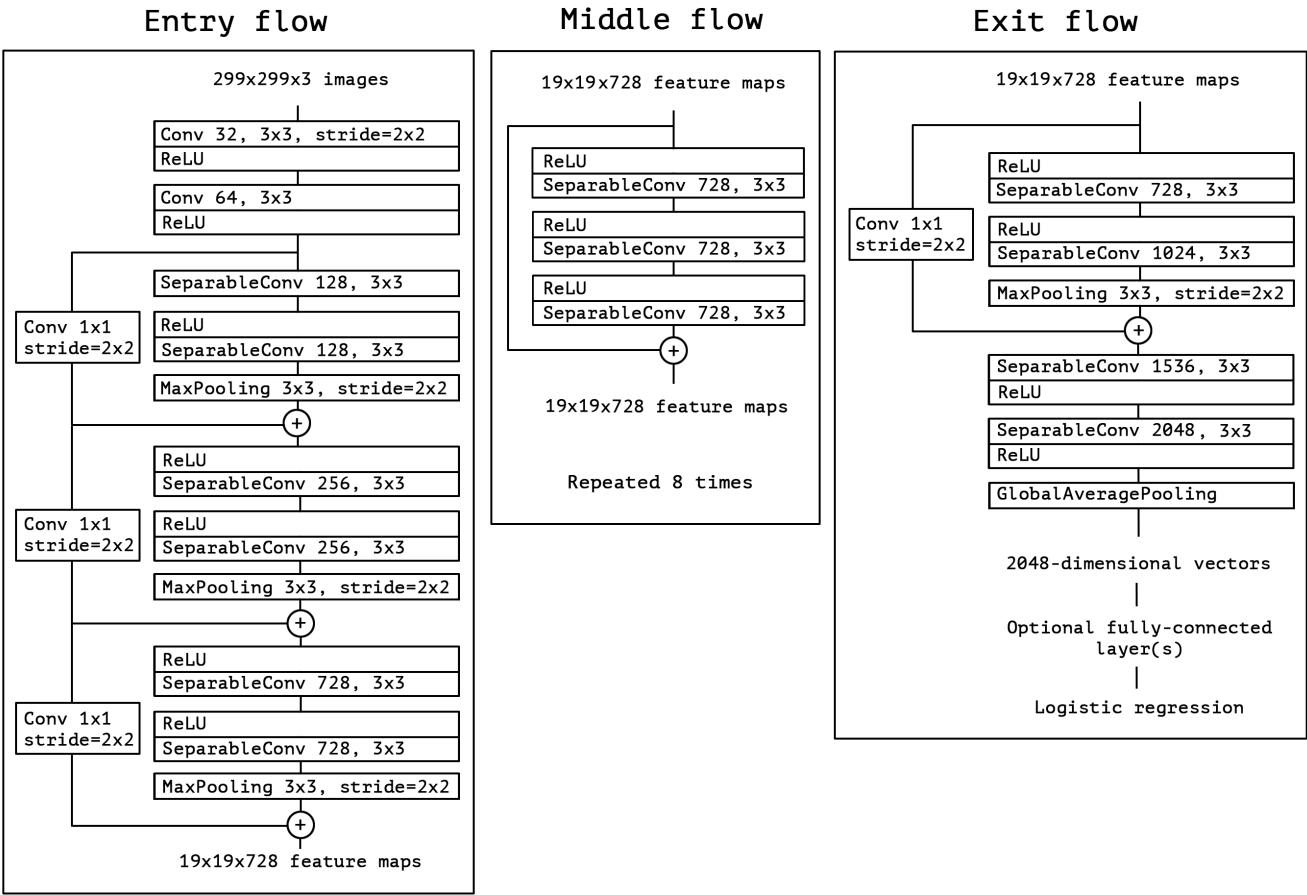 Entry flow
299x299x3 images
Conv 32, 3x3, stride=2x2
ReLU
Conv 64, 3x3
ReLU
SeparableConv 128, 3x3
Conv 1x1
stride=2x2
ReLU
SeparableConv 128, 3x3
MaxPooling 3x3, stride=2x2
+
ReLU
SeparableConv 256, 3x3
Conv 1x1
stride=2x2
ReLU
SeparableConv 256, 3x3
MaxPooling 3x3, stride=2x2
+
ReLU
SeparableConv 728, 3x3
Conv 1x1
stride=2x2
ReLU
SeparableConv 728, 3x3
MaxPooling 3x3, stride=2x2
+
19x19x728 feature maps
Middle flow
19x19x728 feature maps
ReLU
SeparableConv 728, 3x3
ReLU
SeparableConv 728, 3x3
ReLU
SeparableConv 728, 3x3
+
19x19x728 feature maps
Repeated 8 times
Exit flow
19x19x728 feature maps
ReLU
SeparableConv 728, 3x3
Conv 1x1
stride=2x2
ReLU
SeparableConv 1024, 3x3
MaxPooling 3x3, stride=2x2
+
SeparableConv 1536, 3x3
ReLU
SeparableConv 2048, 3x3
ReLU
GlobalAveragePooling
2048-dimensional vectors
Optional fully-connected
layer(s)
Logistic regression